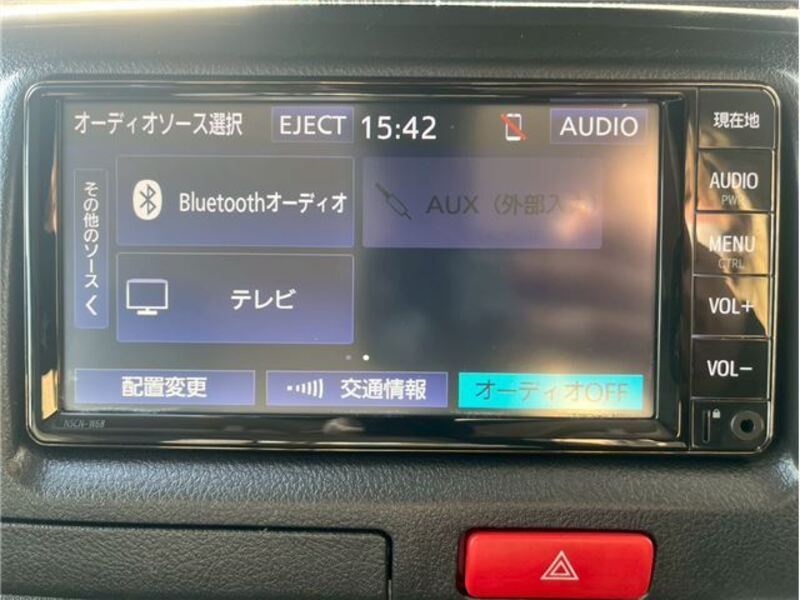 オーディオソース選択 EJECT 15:42 AUDIO
その他のソース
Bluetoothオーディオ
AUX (外部入力)
テレビ
配置変更
交通情報
オーディオOFF
NSCN-W68
現在地
AUDIO
PWR
MENU
CTRL
VOL+
VOL-